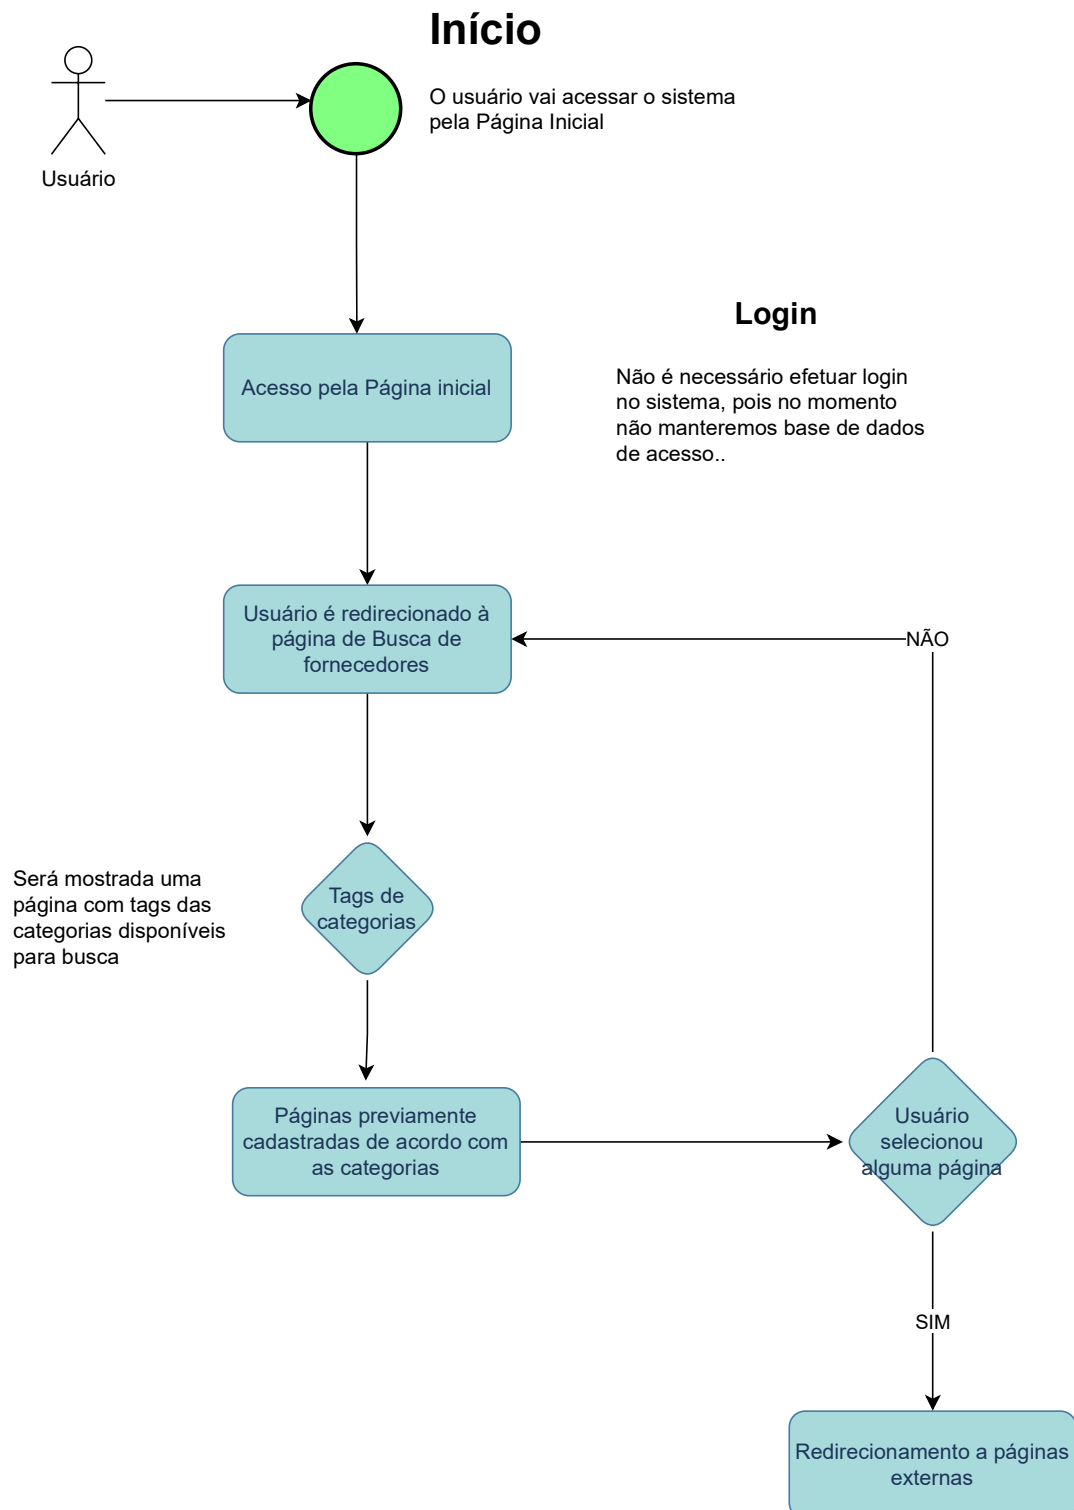 Início
O usuário vai acessar o sistema
pela Página Inicial
Usuário
Login
Acesso pela Página inicial
Não é necessário efetuar login
no sistema, pois no momento
não manteremos base de dados
de acesso..
Usuário é redirecionado à
página de Busca de
fornecedores
NÃO
Será mostrada uma
página com tags das
categorias disponíveis
para busca
Tags de
categorias
Páginas previamente
cadastradas de acordo com
as categorias
Usuário
selecionou
alguma página
SIM
Redirecionamento a páginas
externas